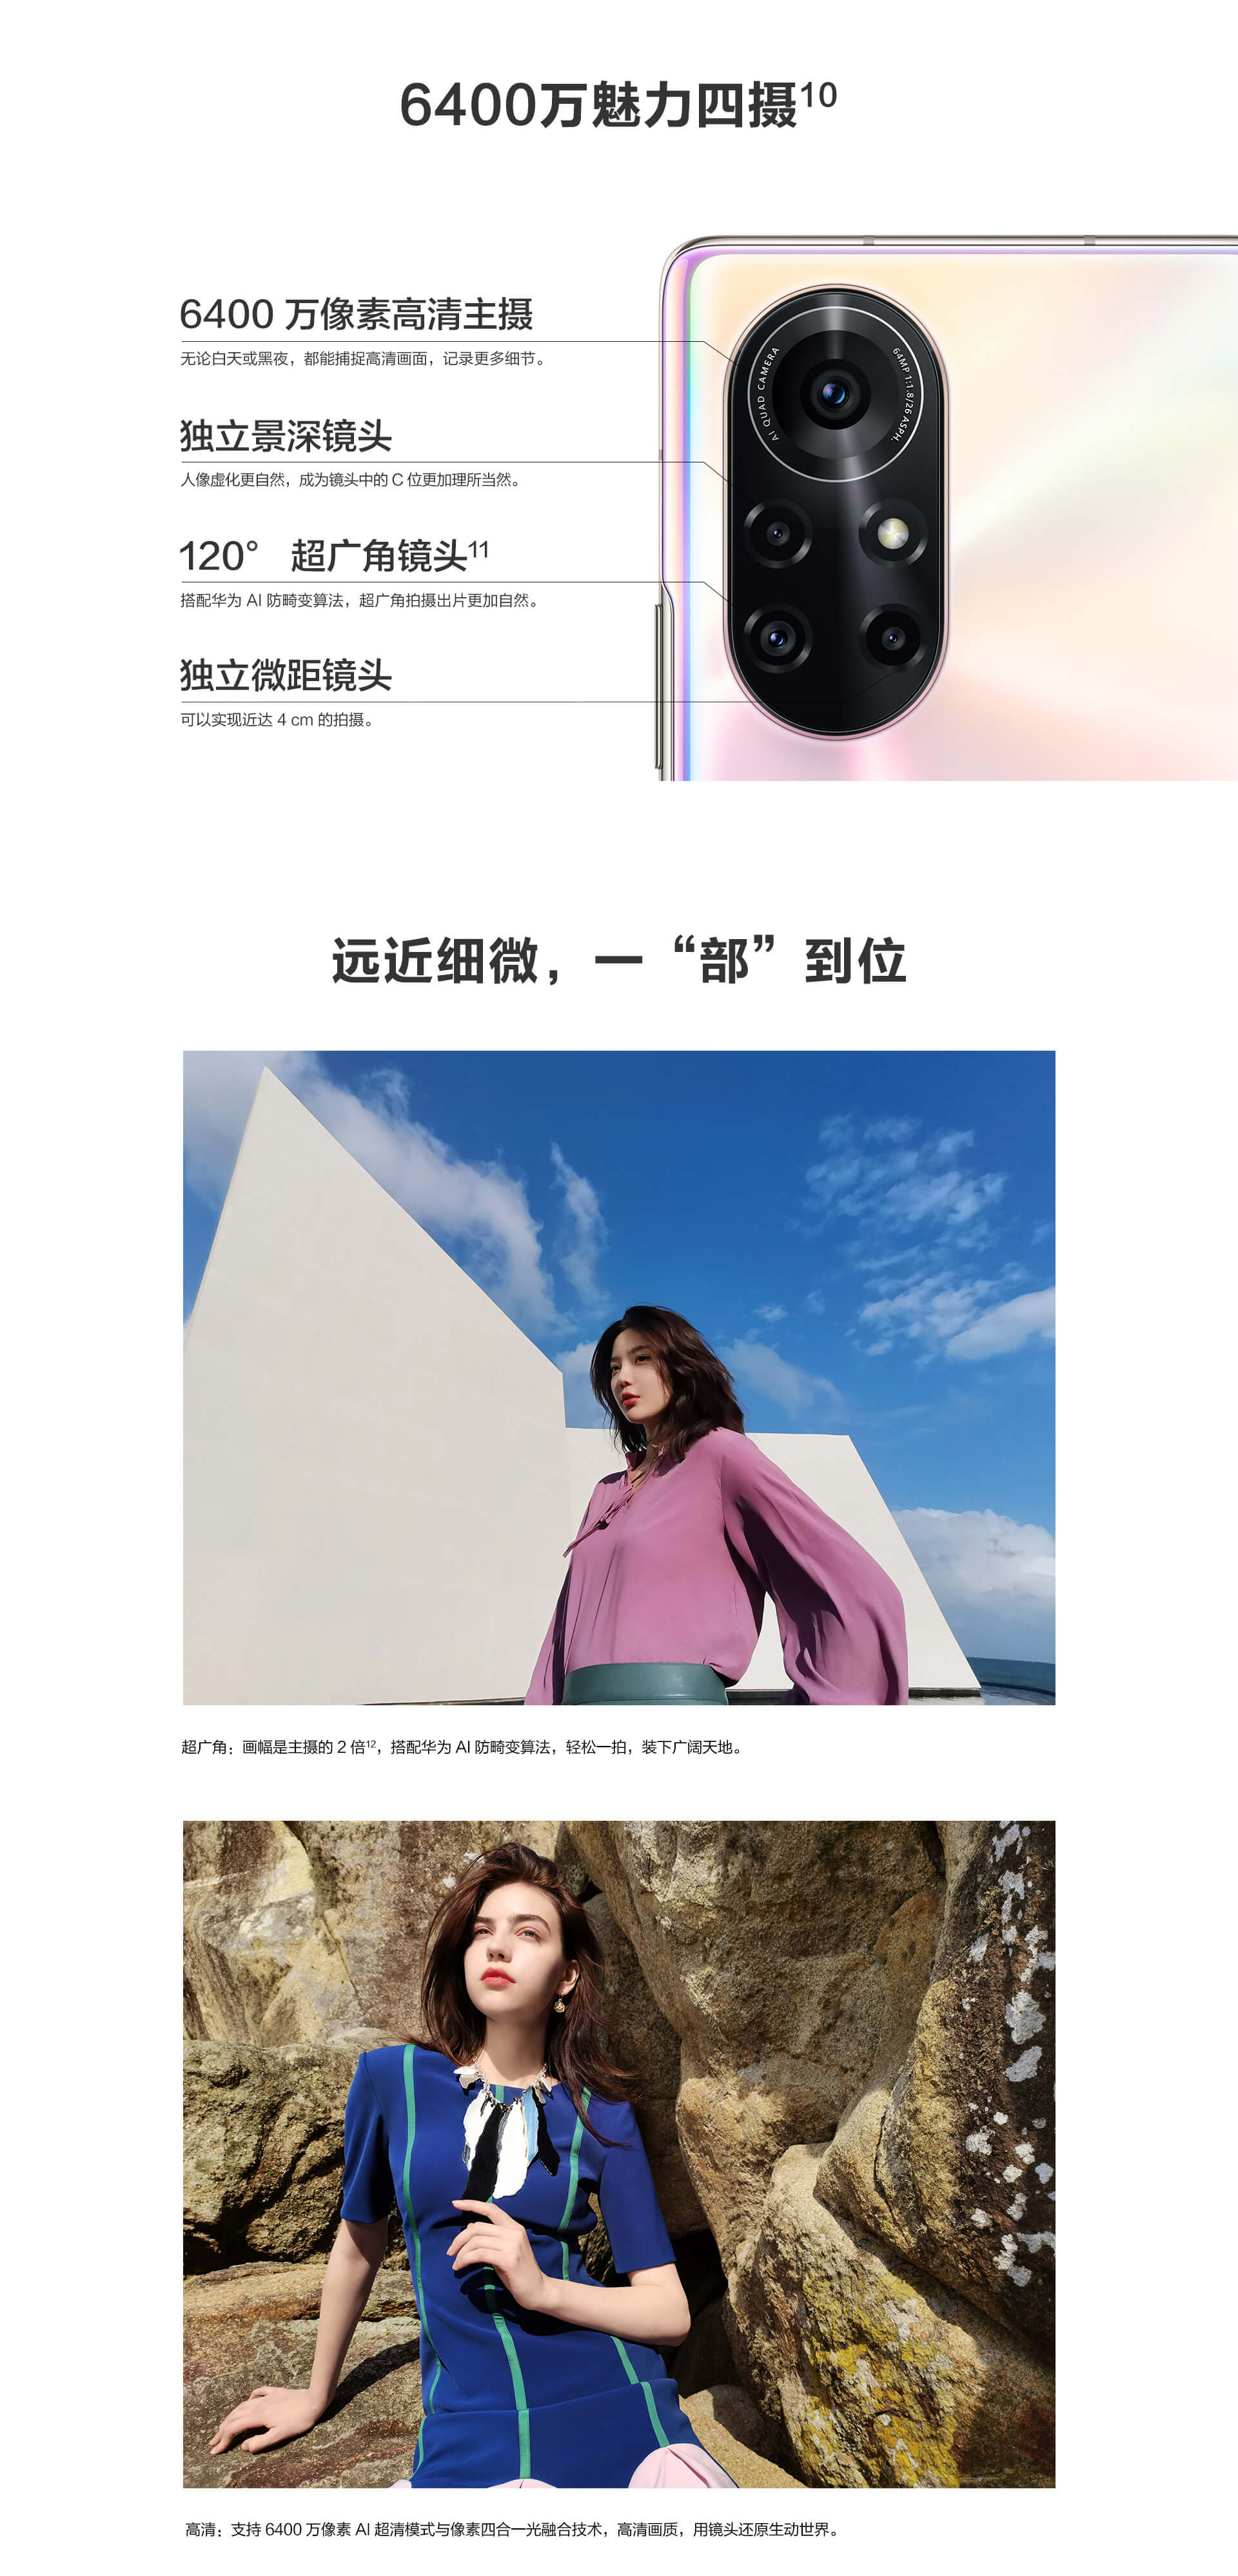 6400万魅力四摄10
6400 万像素高清主摄
无论白天或黑夜，都能捕捉高清画面，记录更多细节。
独立景深镜头
人像虚化更自然，成为镜头中的 C 位更加理所当然。
120° 超广角镜头11
搭配华为 AI 防畸变算法，超广角拍摄出片更加自然。
独立微距镜头
可以实现近达 4 cm 的拍摄。
AI QUAD CAMERA
64MP 1:1.8/26 ASPH.
远近细微，一“部”到位
超广角：画幅是主摄的 2 倍12，搭配华为 AI 防畸变算法，轻松一拍，装下广阔天地。
高清：支持 6400 万像素 AI 超清模式与像素四合一光融合技术，高清画质，用镜头还原生动世界。